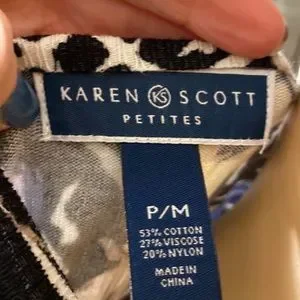 KAREN KS SCOTT
PETITES
P/M
53% COTTON
27% VISCOSE
20% NYLON
MADE IN
CHINA